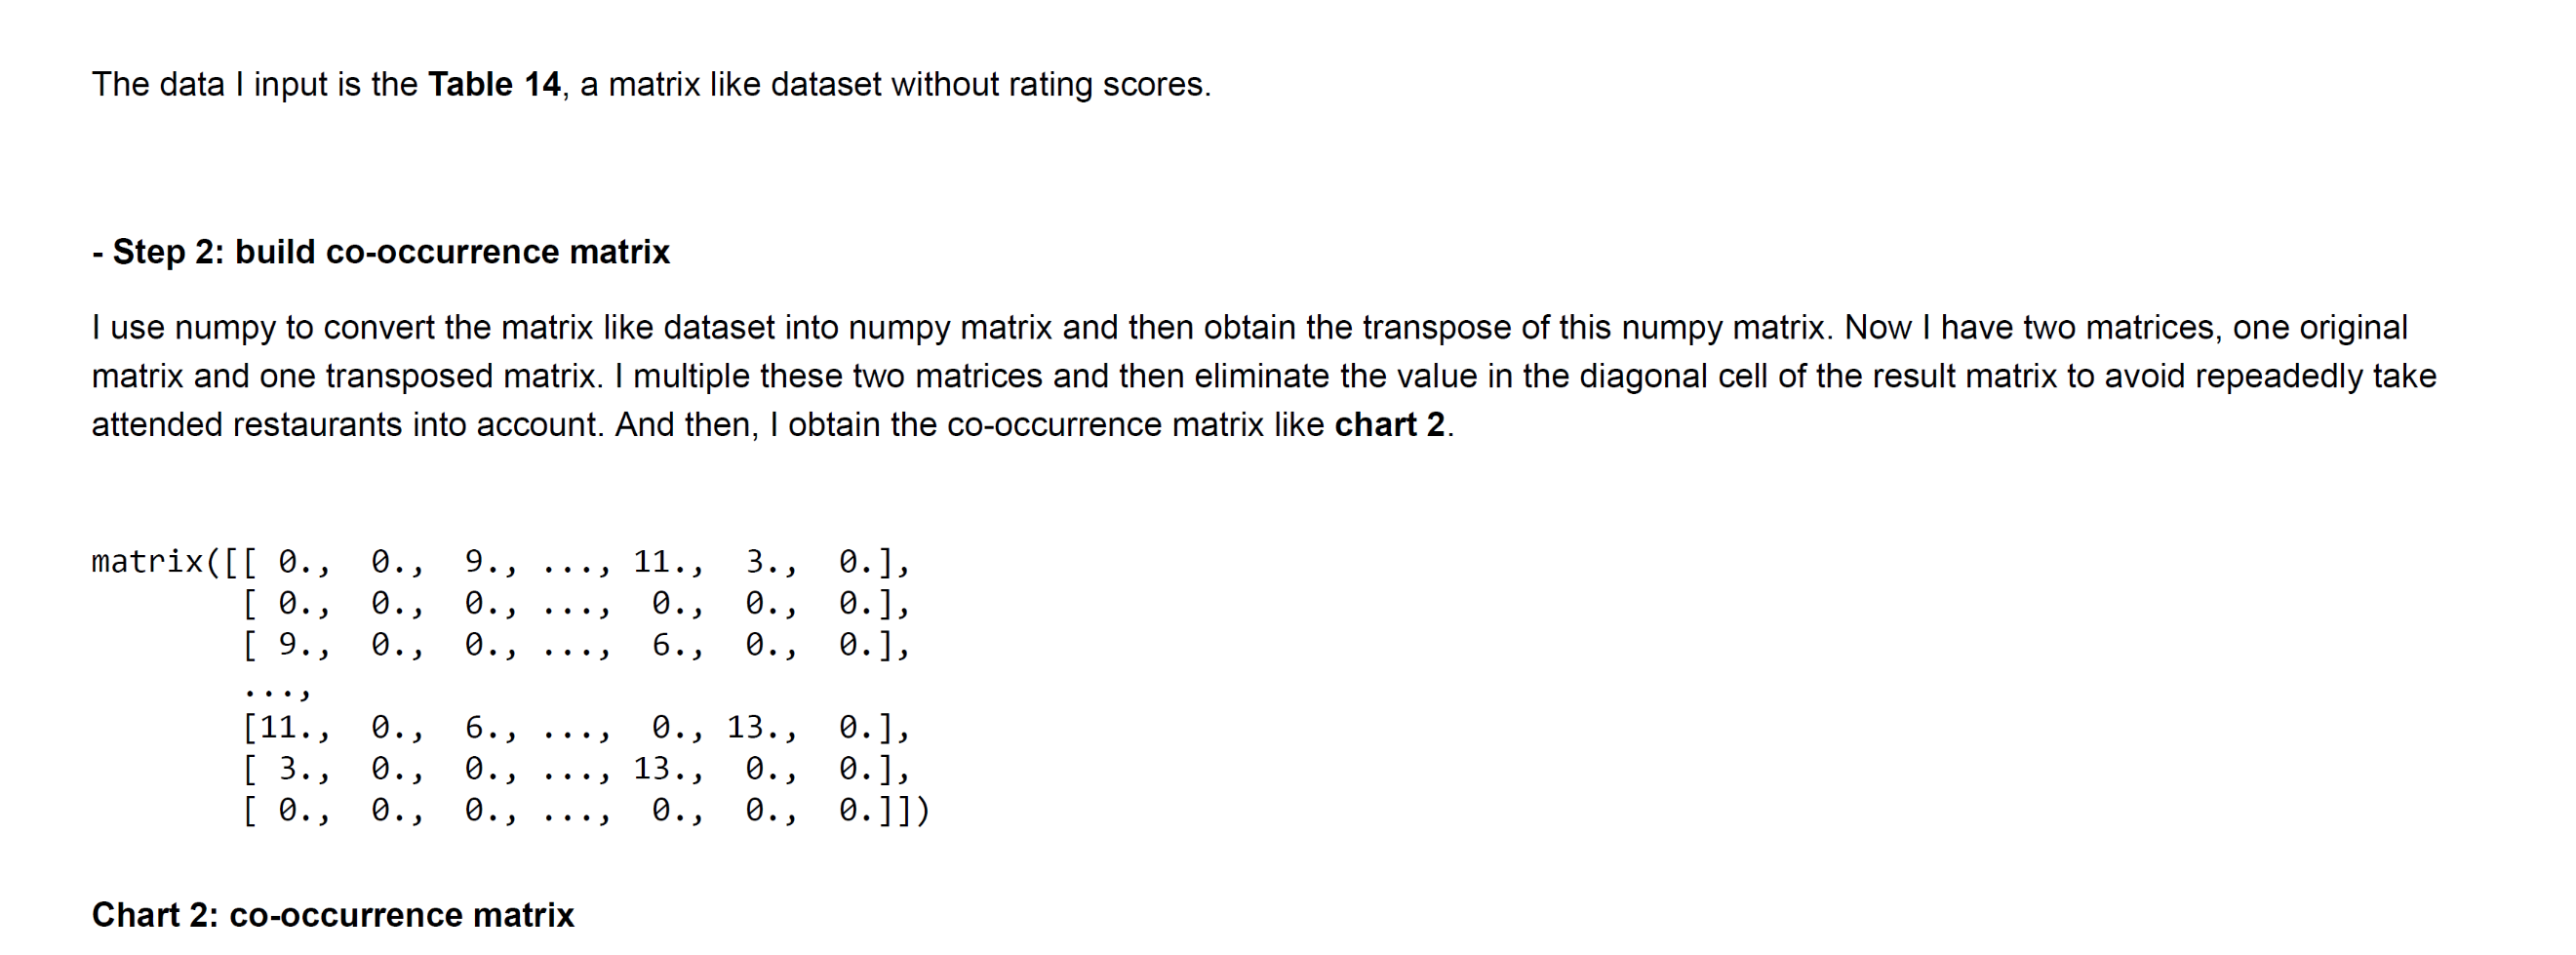 The data I input is the Table 14, a matrix like dataset without rating scores.
- Step 2: build co-occurrence matrix
I use numpy to convert the matrix like dataset into numpy matrix and then obtain the transpose of this numpy matrix. Now I have two matrices, one original
matrix and one transposed matrix. I multiple these two matrices and then eliminate the value in the diagonal cell of the result matrix to avoid repeadedly take
attended restaurants into account. And then, I obtain the co-occurrence matrix like chart 2.
matrix([[ 0.,  0.,  9., ..., 11.,  3.,  0.],
        [ 0.,  0.,  0., ...,  0.,  0.,  0.],
        [ 9.,  0.,  0., ...,  6.,  0.,  0.],
        ...,
        [11.,  0.,  6., ...,  0., 13.,  0.],
        [ 3.,  0.,  0., ..., 13.,  0.,  0.],
        [ 0.,  0.,  0., ...,  0.,  0.,  0.]])
Chart 2: co-occurrence matrix